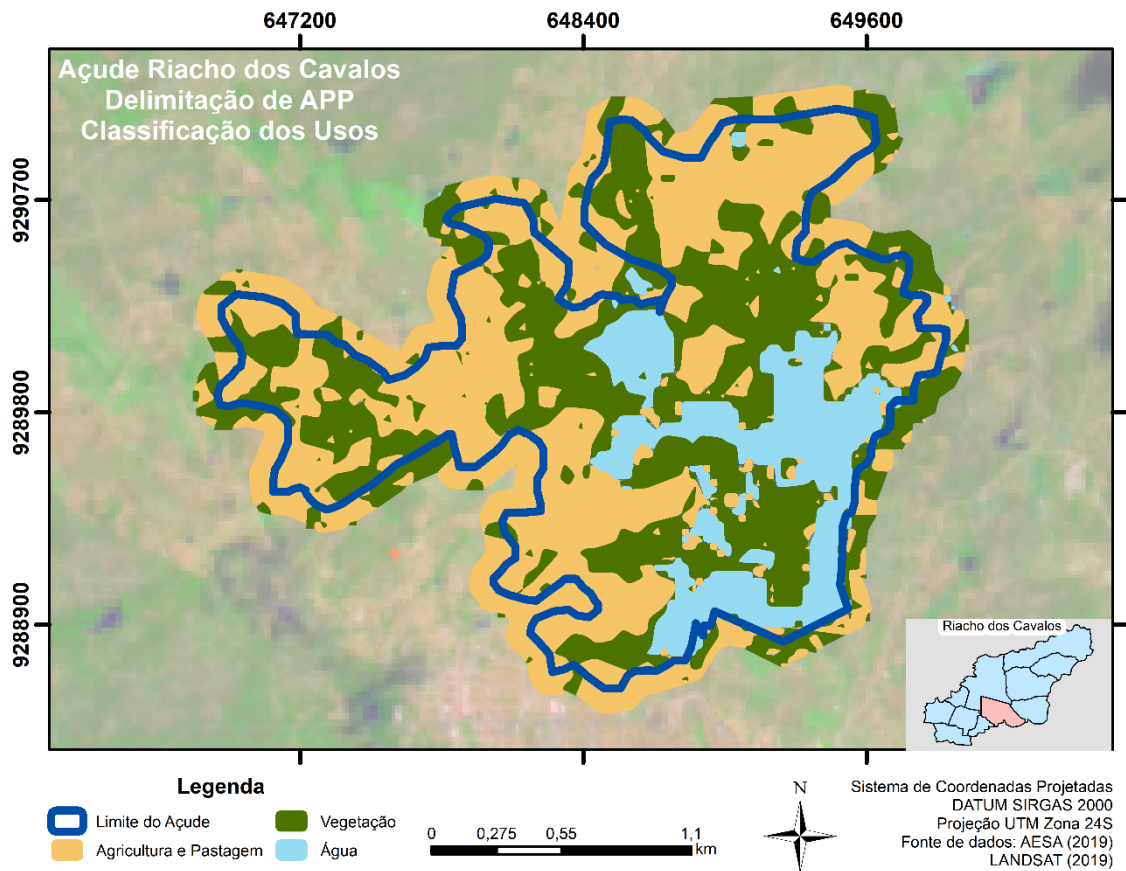 647200
648400
649600
Açude Riacho dos Cavalos
Delimitação de APP
Classificação dos Usos
9290700
9289800
9288900
Riacho dos Cavalos
Legenda
Limite do Açude
Vegetação
Agricultura e Pastagem
Água
0 0,275 0,55 1,1
km
N
Sistema de Coordenadas Projetadas
DATUM SIRGAS 2000
Projeção UTM Zona 24S
Fonte de dados: AESA (2019)
LANDSAT (2019)